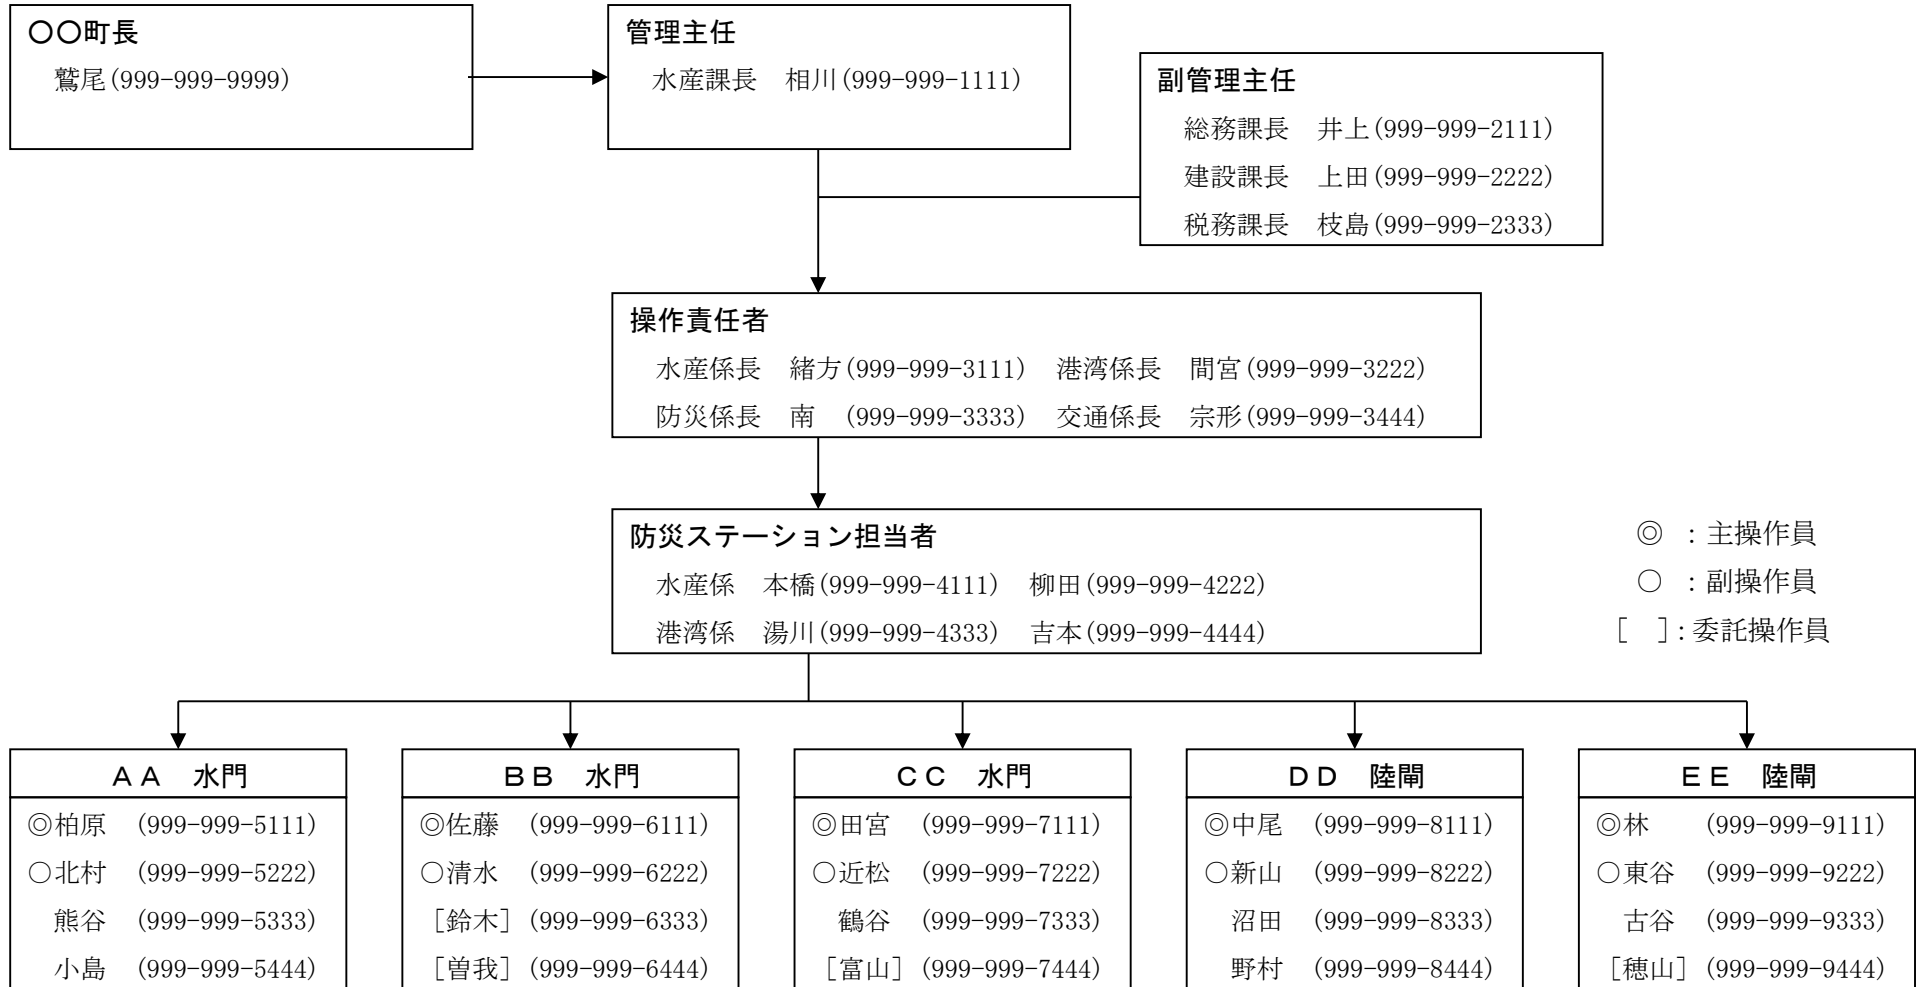 〇〇町長
鷲尾(999-999-9999)
管理主任
水産課長　相川(999-999-1111)
副管理主任
総務課長　井上(999-999-2111)
建設課長　上田(999-999-2222)
税務課長　枝島(999-999-2333)
操作責任者
水産係長　緒方(999-999-3111)　港湾係長　間宮(999-999-3222)
防災係長　南　(999-999-3333)　交通係長　宗形(999-999-3444)
防災ステーション担当者
水産係　本橋(999-999-4111)　柳田(999-999-4222)
港湾係　湯川(999-999-4333)　吉本(999-999-4444)
◎　：主操作員
○　：副操作員
［　］：委託操作員
ＡＡ　水門
◎柏原　(999-999-5111)
○北村　(999-999-5222)
熊谷　(999-999-5333)
小島　(999-999-5444)
ＢＢ　水門
◎佐藤　(999-999-6111)
○清水　(999-999-6222)
［鈴木］(999-999-6333)
［曽我］(999-999-6444)
ＣＣ　水門
◎田宮　(999-999-7111)
○近松　(999-999-7222)
鶴谷　(999-999-7333)
［富山］(999-999-7444)
ＤＤ　陸閘
◎中尾　(999-999-8111)
○新山　(999-999-8222)
沼田　(999-999-8333)
野村　(999-999-8444)
ＥＥ　陸閘
◎林　　(999-999-9111)
○東谷　(999-999-9222)
古谷　(999-999-9333)
［穂山］(999-999-9444)